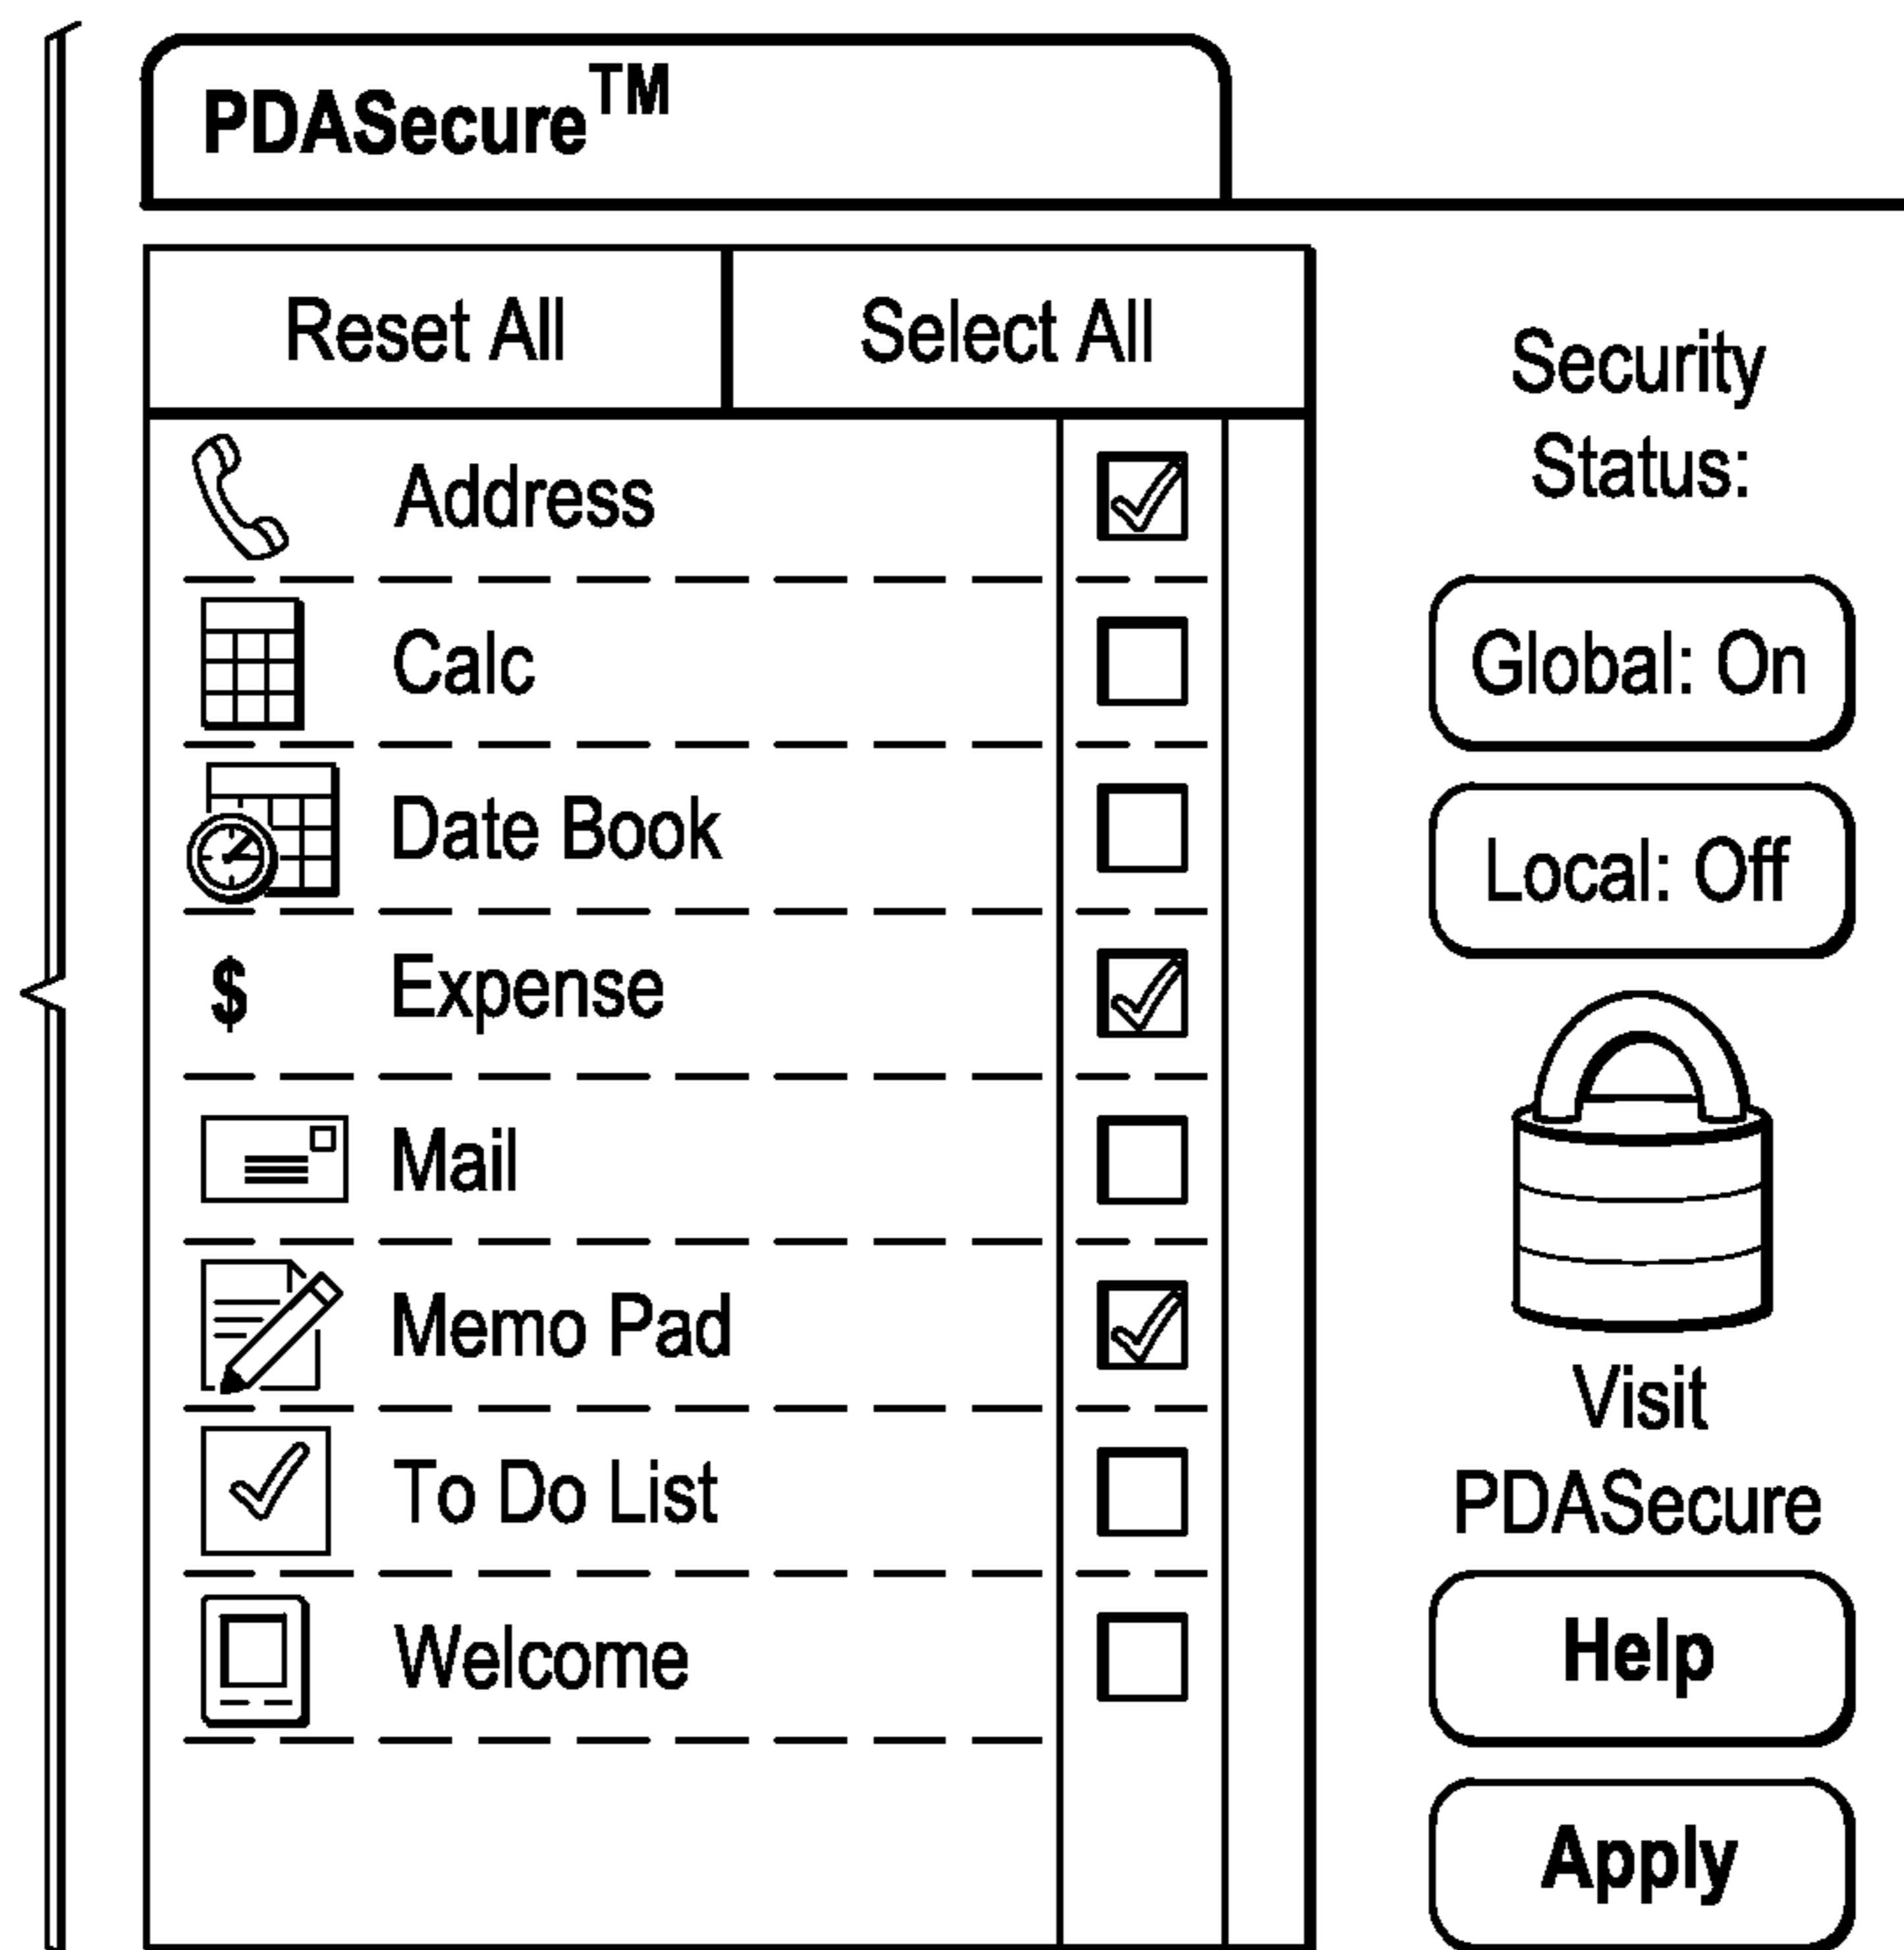 PDASecure™
Reset All Select All
Address
Calc
Date Book
$ Expense
Mail
Memo Pad
To Do List
Welcome
Security
Status:
Global: On
Local: Off
Visit
PDASecure
Help
Apply